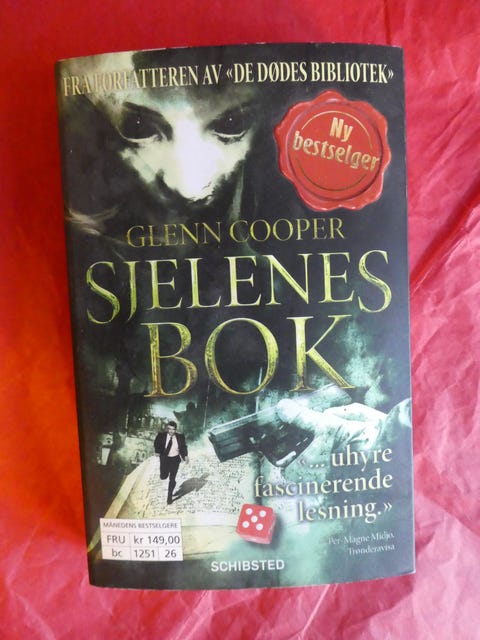 FRA FORFATTEREN AV «DE DØDES BIBLIOTEK»
Ny
bestselger
GLENN COOPER
SJELENES
BOK
«... uhyre
fascinerende
lesning.»
Per-Magne Midjo,
Trønderavisa
MÅNEDENS BESTSELGERE
FRU kr 149,00
bc 1251 26
SCHIBSTED